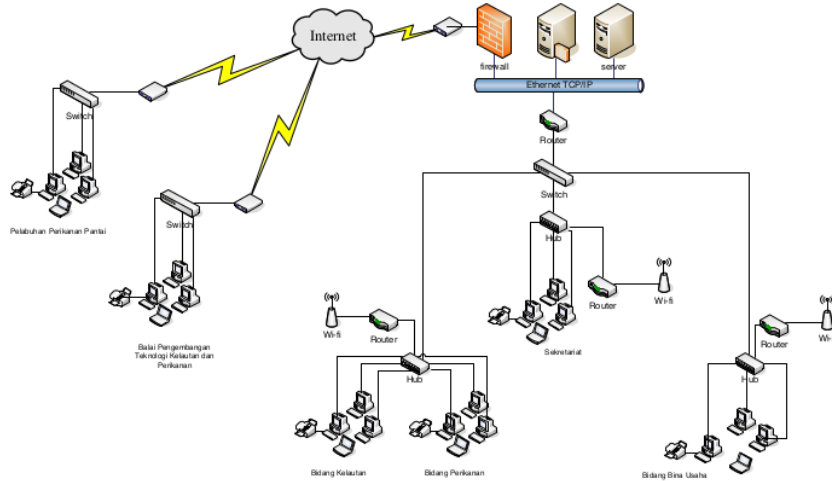 Internet
firewall
server
Ethernet TCP/IP
Router
Switch
Switch
Pelabuhan Perikanan Pantai
Switch
Balai Pengembangan
Teknologi Kelautan dan
Perikanan
Hub
Router
Wi-fi
Sekretariat
Wi-fi
Router
Hub
Bidang Kelautan
Bidang Perikanan
Router
Wi-
Hub
Bidang Bina Usaha